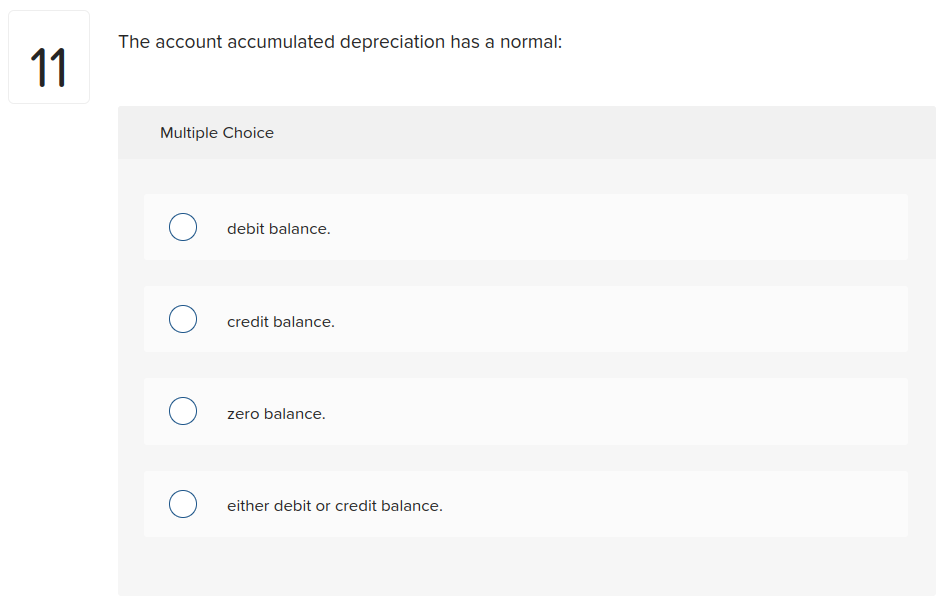 11
The account accumulated depreciation has a normal:
Multiple Choice
debit balance.
credit balance.
zero balance.
either debit or credit balance.